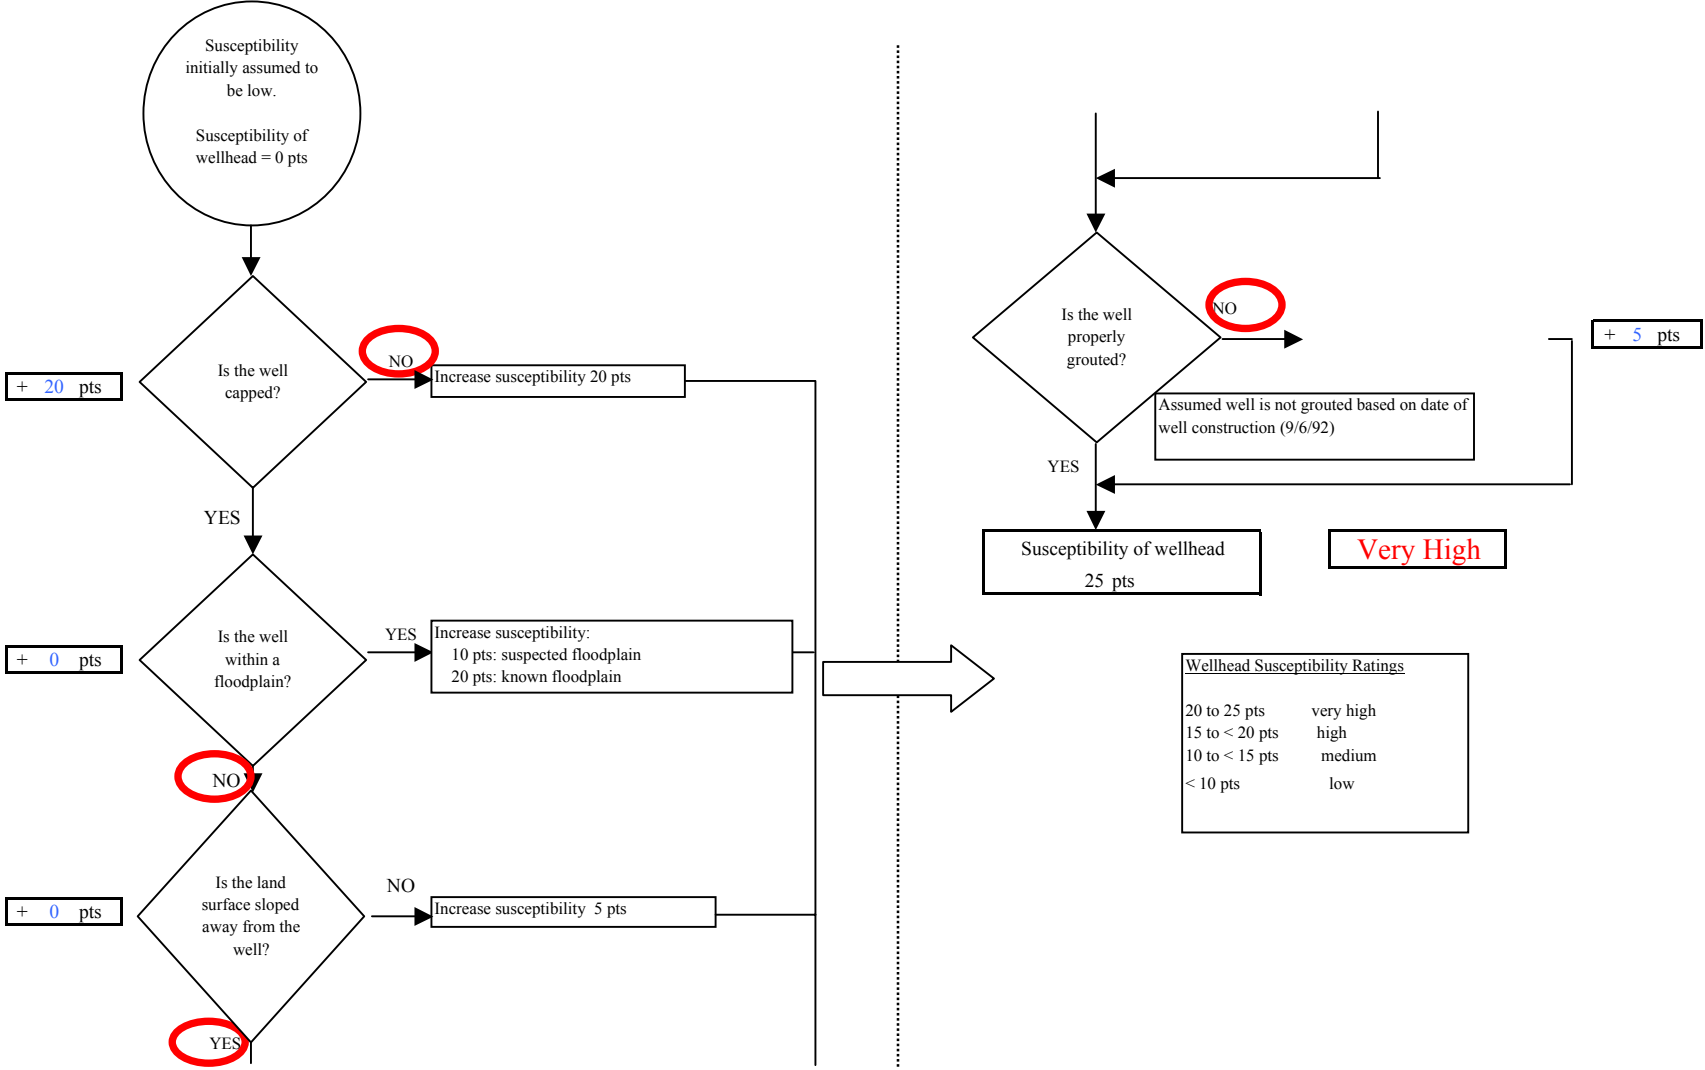 Susceptibility
initially assumed to
be low.
Susceptibility of
wellhead = 0 pts
Is the well
capped?
NO
Increase susceptibility 20 pts
+ 20 pts
YES
Is the well
within a
floodplain?
YES
Increase susceptibility:
10 pts: suspected floodplain
20 pts: known floodplain
+ 0 pts
NO
Is the land
surface sloped
away from the
well?
NO
Increase susceptibility 5 pts
+ 0 pts
YES
Is the well
properly
grouted?
NO
+ 5 pts
Assumed well is not grouted based on date of
well construction (9/6/92)
YES
Susceptibility of wellhead
25 pts
Very High
Wellhead Susceptibility Ratings
20 to 25 pts very high
15 to < 20 pts high
10 to < 15 pts medium
< 10 pts low